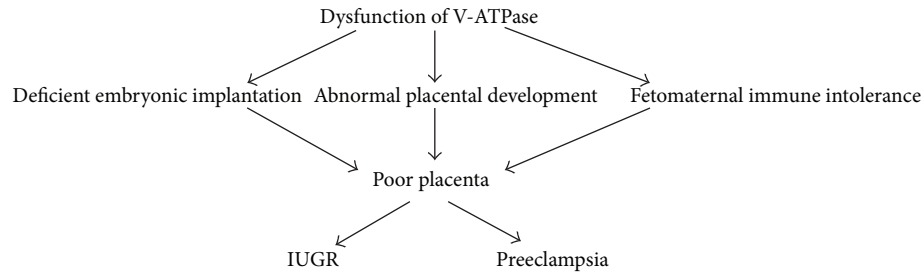 Dysfunction of V-ATPase
Deficient embryonic implantation Abnormal placental development Fetomaternal immune intolerance
Poor placenta
IUGR Preeclampsia